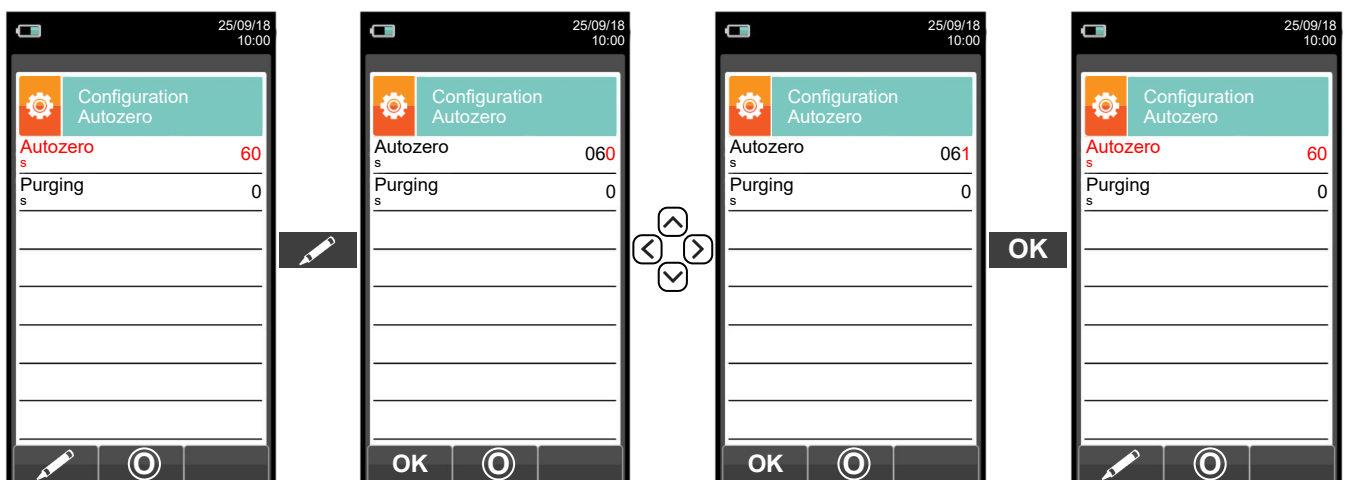 25/09/18
10:00
Configuration
Autozero
Autozero
s
60
Purging
s
0
25/09/18
10:00
Configuration
Autozero
Autozero
s
060
Purging
s
0
OK
25/09/18
10:00
Configuration
Autozero
Autozero
s
061
Purging
s
0
OK
OK
25/09/18
10:00
Configuration
Autozero
Autozero
s
60
Purging
s
0